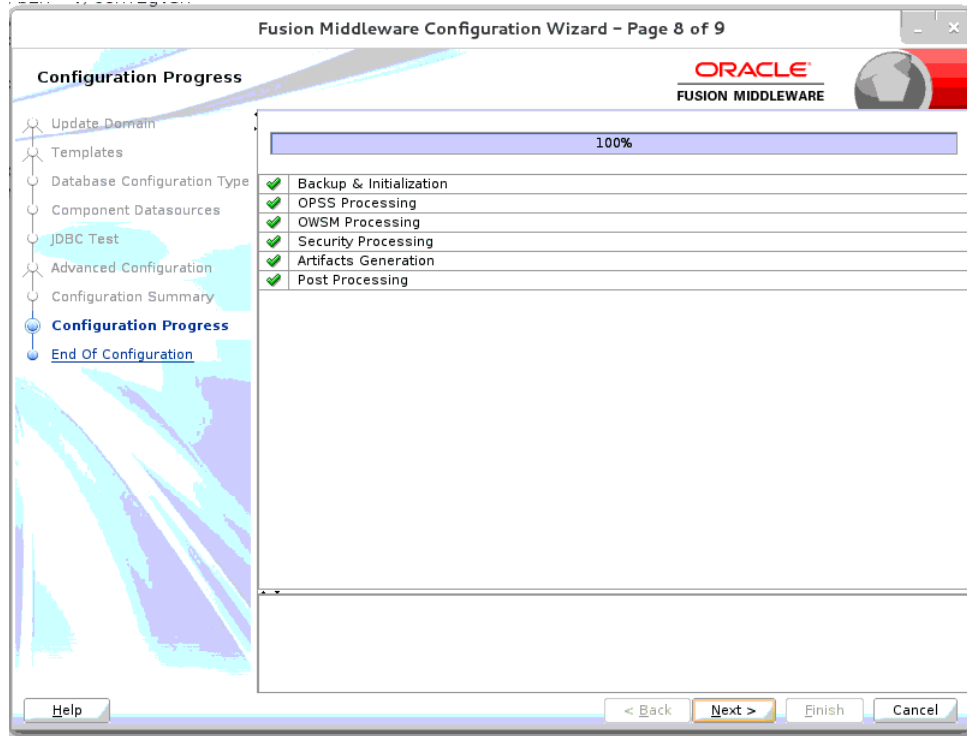 Fusion Middleware Configuration Wizard - Page 8 of 9
Configuration Progress
ORACLE
FUSION MIDDLEWARE
Update Domain
Templates
Database Configuration Type
Component Datasources
JDBC Test
Advanced Configuration
Configuration Summary
Configuration Progress
End Of Configuration
100%
Backup & Initialization
OPSS Processing
OWSM Processing
Security Processing
Artifacts Generation
Post Processing
Help
< Back
Next >
Finish
Cancel